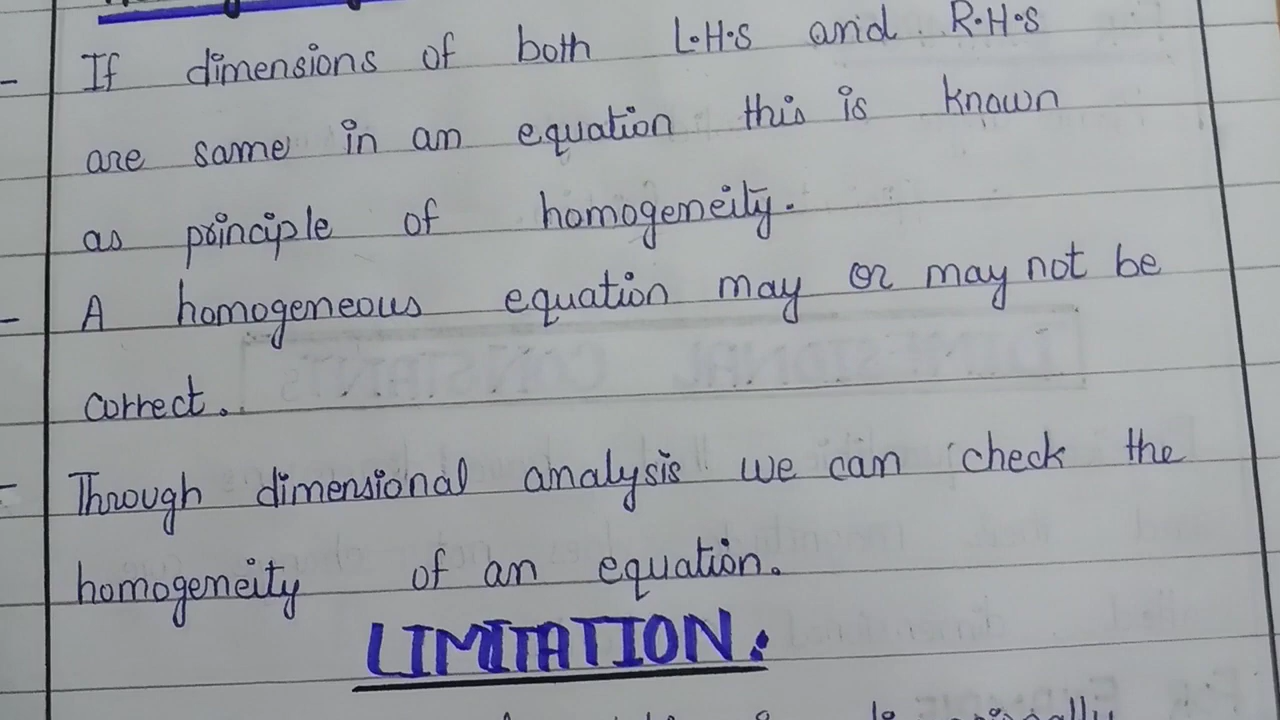 - If dimensions of both L.H.S and R.H.S
are same in an equation this is known
as principle of homogeneity.
- A homogeneous equation may or may not be
correct.
- Through dimensional analysis we can check the
homogeneity of an equation.
LIMITATION: